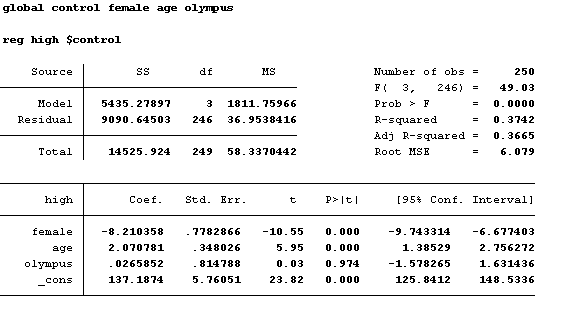 global control female age olympus
reg high $control
Source SS df MS Number of obs = 250
F( 3, 246) = 49.03
Model 5435.27897 3 1811.75966 Prob > F = 0.0000
Residual 9090.64503 246 36.9538416 R-squared = 0.3742
Adj R-squared = 0.3665
Total 14525.924 249 58.3370442 Root MSE = 6.079
high Coef. Std. Err. t P>|t| [95% Conf. Interval]
female -8.210358 .7782866 -10.55 0.000 -9.743314 -6.677403
age 2.070781 .348026 5.95 0.000 1.38529 2.756272
olympus .0265852 .814788 0.03 0.974 -1.578265 1.631436
_cons 137.1874 5.76051 23.82 0.000 125.8412 148.5336